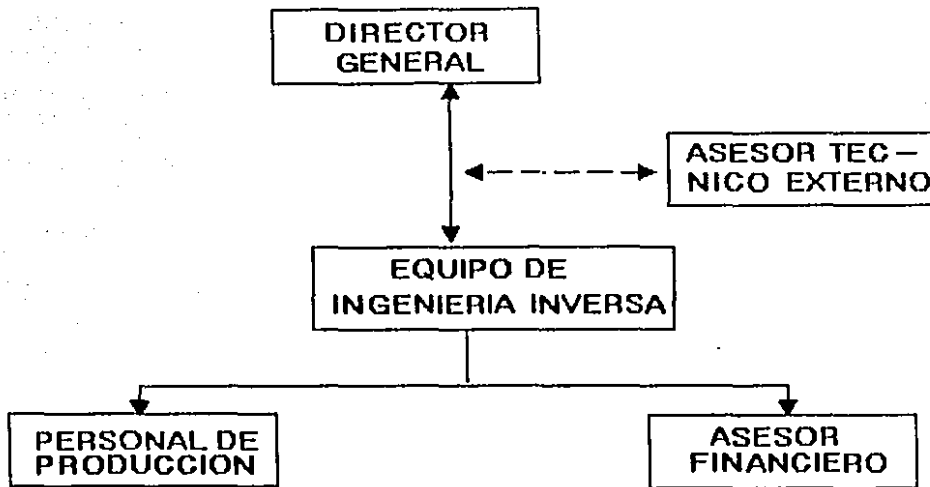 DIRECTOR
GENERAL
ASESOR TEC-
NICO EXTERNO
EQUIPO DE
INGENIERIA INVERSA
PERSONAL DE
PRODUCCION
ASESOR
FINANCIERO